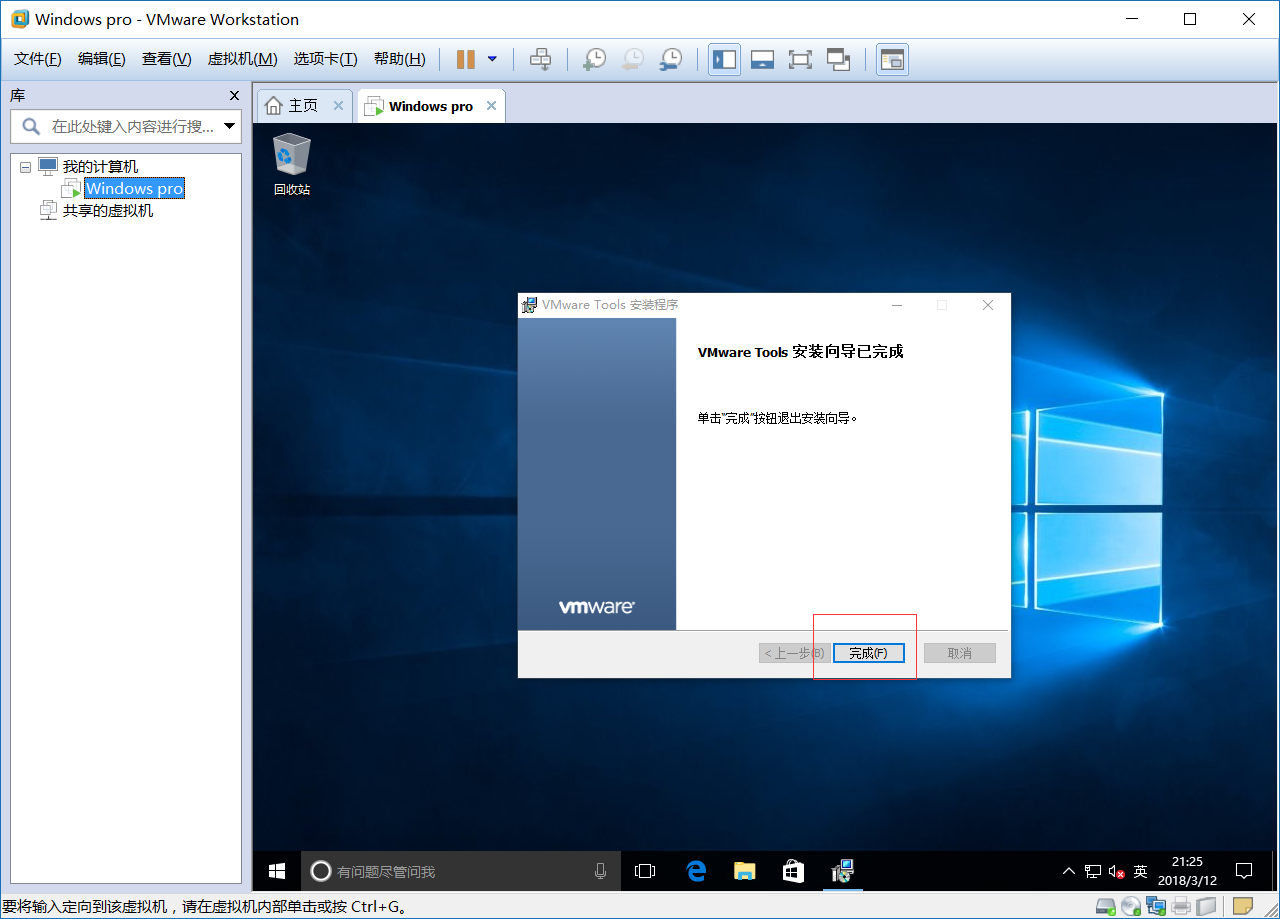 Windows pro - VMware Workstation
文件(F) 编辑(E) 查看(V) 虚拟机(M) 选项卡(T) 帮助(H)
库
在此处键入内容进行搜...
我的计算机
Windows pro
共享的虚拟机
主页
Windows pro
回收站
VMware Tools 安装程序
VMware Tools 安装向导已完成
单击"完成"按钮退出安装向导。
vmware
< 上一步(B) 完成(F) 取消
有问题尽管问我
英
21:25
2018/3/12
要将输入定向到该虚拟机，请在虚拟机内部单击或按 Ctrl+G。